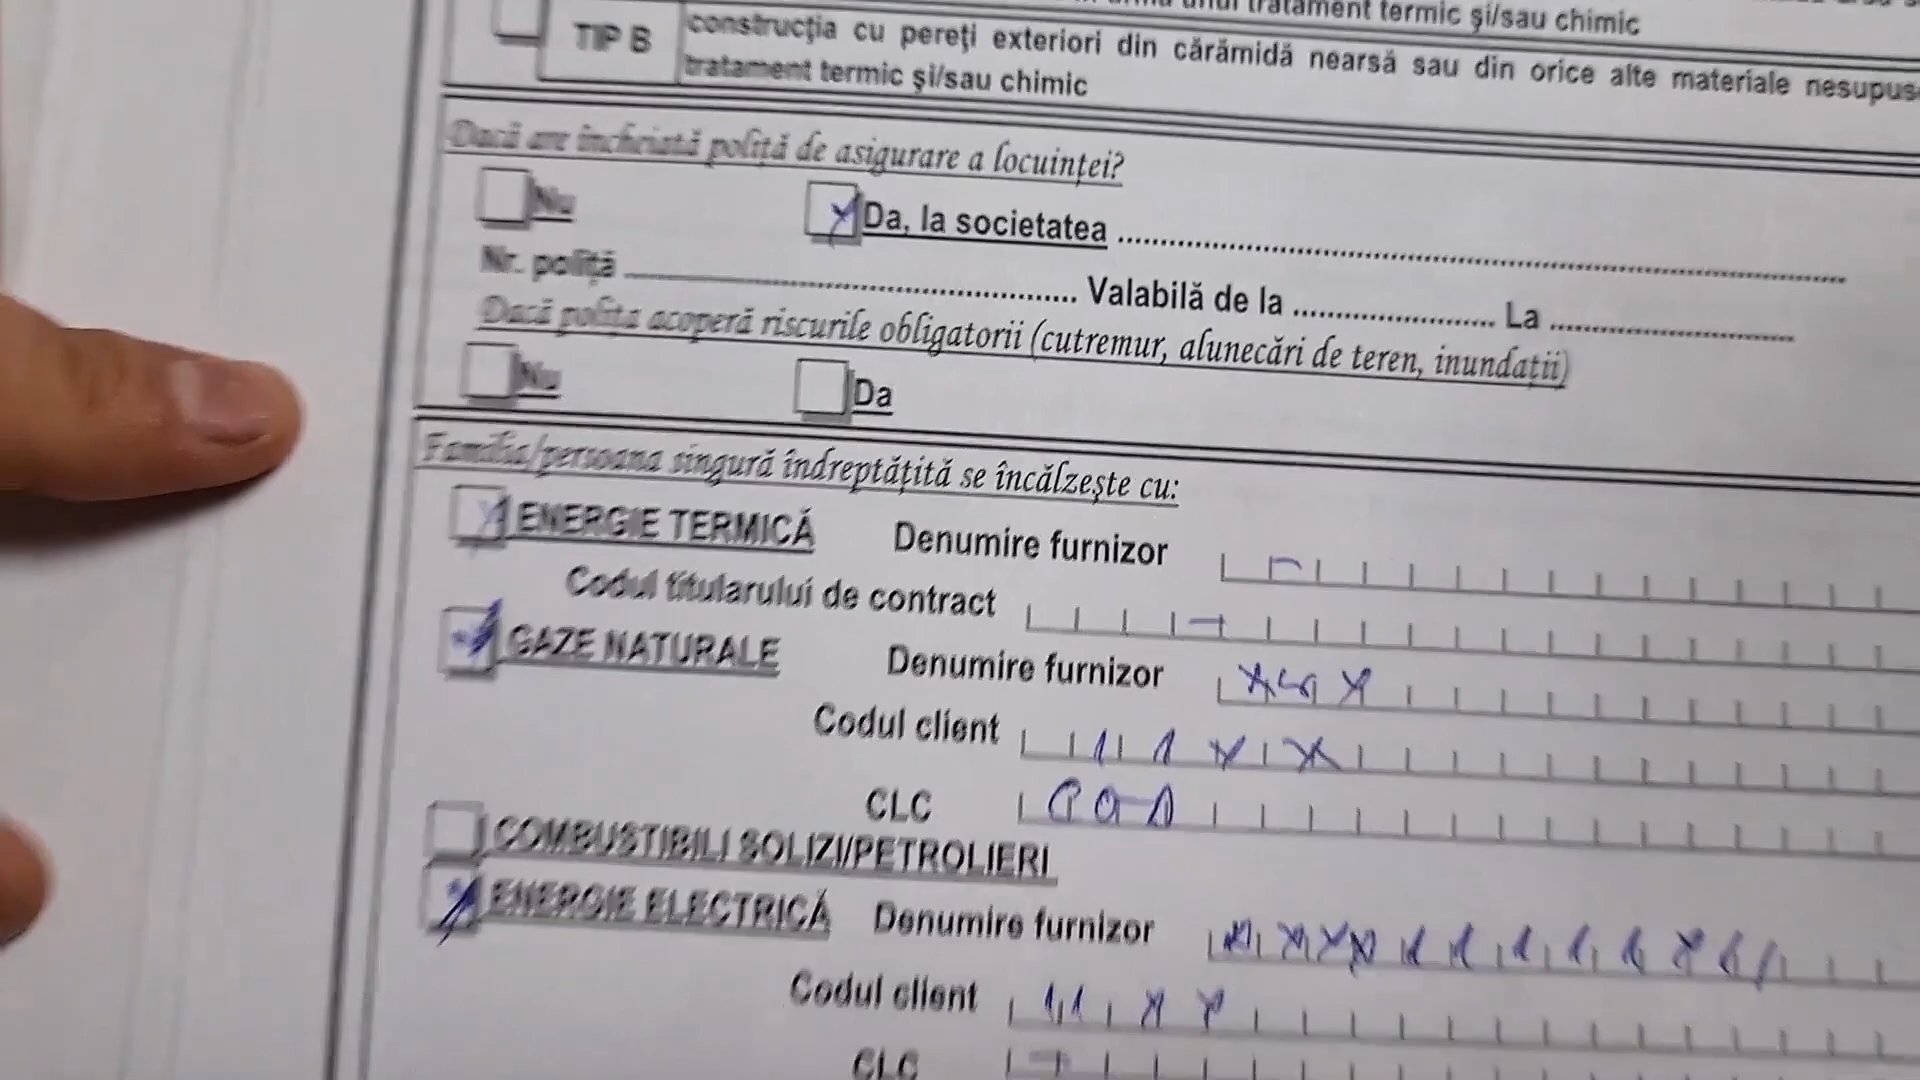 tratament termic şi/sau chimic
TIP B construcţia cu pereţi exteriori din cărămidă nearsă sau din orice alte materiale nesupus
tratament termic şi/sau chimic
Dacă are încheiată poliţă de asigurare a locuinţei?
Nu Da, la societatea
Nr. poliţă Valabilă de la La
Dacă poliţa acoperă riscurile obligatorii (cutremur, alunecări de teren, inundaţii)
Nu Da
Familia/persoana singură îndreptăţită se încălzeşte cu:
ENERGIE TERMICĂ Denumire furnizor
Codul titularului de contract
GAZE NATURALE Denumire furnizor
Codul client
CLC
COMBUSTIBILI SOLIZI/PETROLIERI
ENERGIE ELECTRICĂ Denumire furnizor
Codul client
CLC